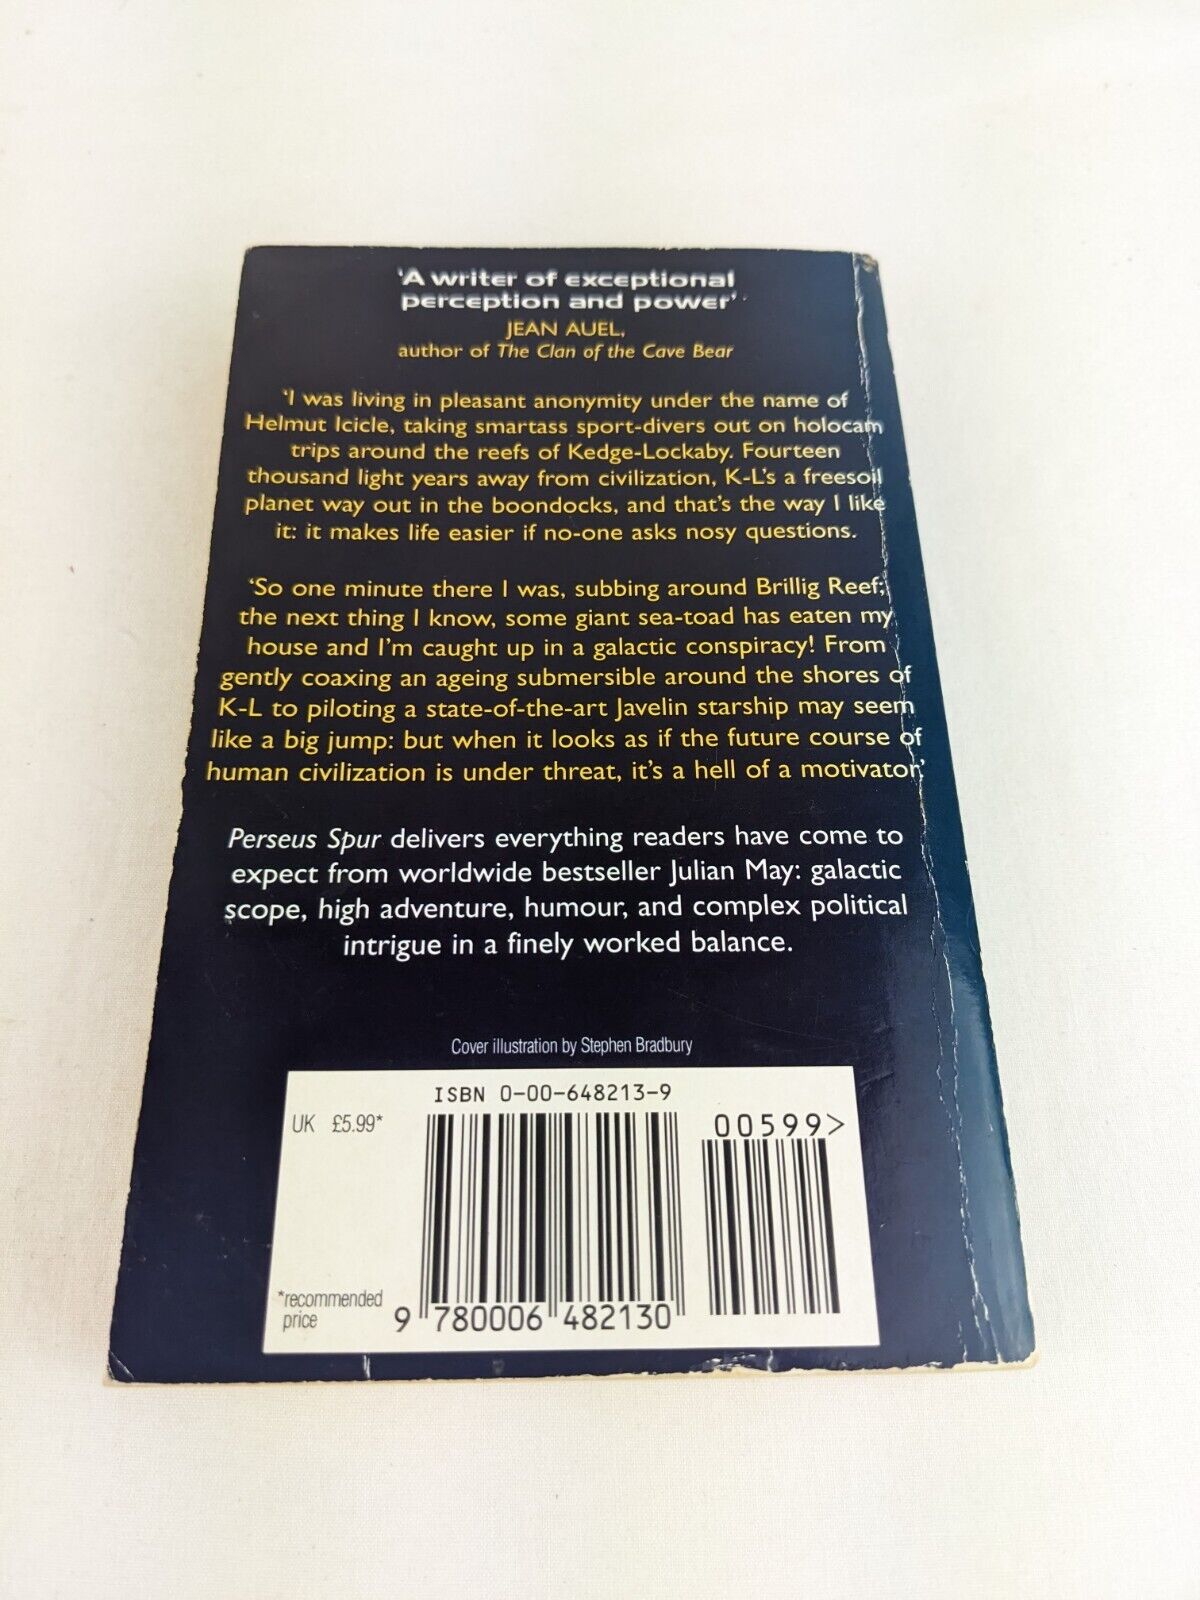 'A writer of exceptional
perception and power'
JEAN AUEL,
author of The Clan of the Cave Bear
'I was living in pleasant anonymity under the name of
Helmut Icicle, taking smartass sport-divers out on holocam
trips around the reefs of Kedge-Lockaby. Fourteen
thousand light years away from civilization, K-L's a freesoil
planet way out in the boondocks, and that's the way I like
it: it makes life easier if no-one asks nosy questions.
'So one minute there I was, subbing around Brillig Reef;
the next thing I know, some giant sea-toad has eaten my
house and I'm caught up in a galactic conspiracy! From
gently coaxing an ageing submersible around the shores of
K-L to piloting a state-of-the-art Javelin starship may seem
like a big jump: but when it looks as if the future course of
human civilization is under threat, it's a hell of a motivator.'
Perseus Spur delivers everything readers have come to
expect from worldwide bestseller Julian May: galactic
scope, high adventure, humour, and complex political
intrigue in a finely worked balance.
Cover illustration by Stephen Bradbury
ISBN 0-00-648213-9
UK £5.99*
00599>
*recommended
price
9 780006 482130